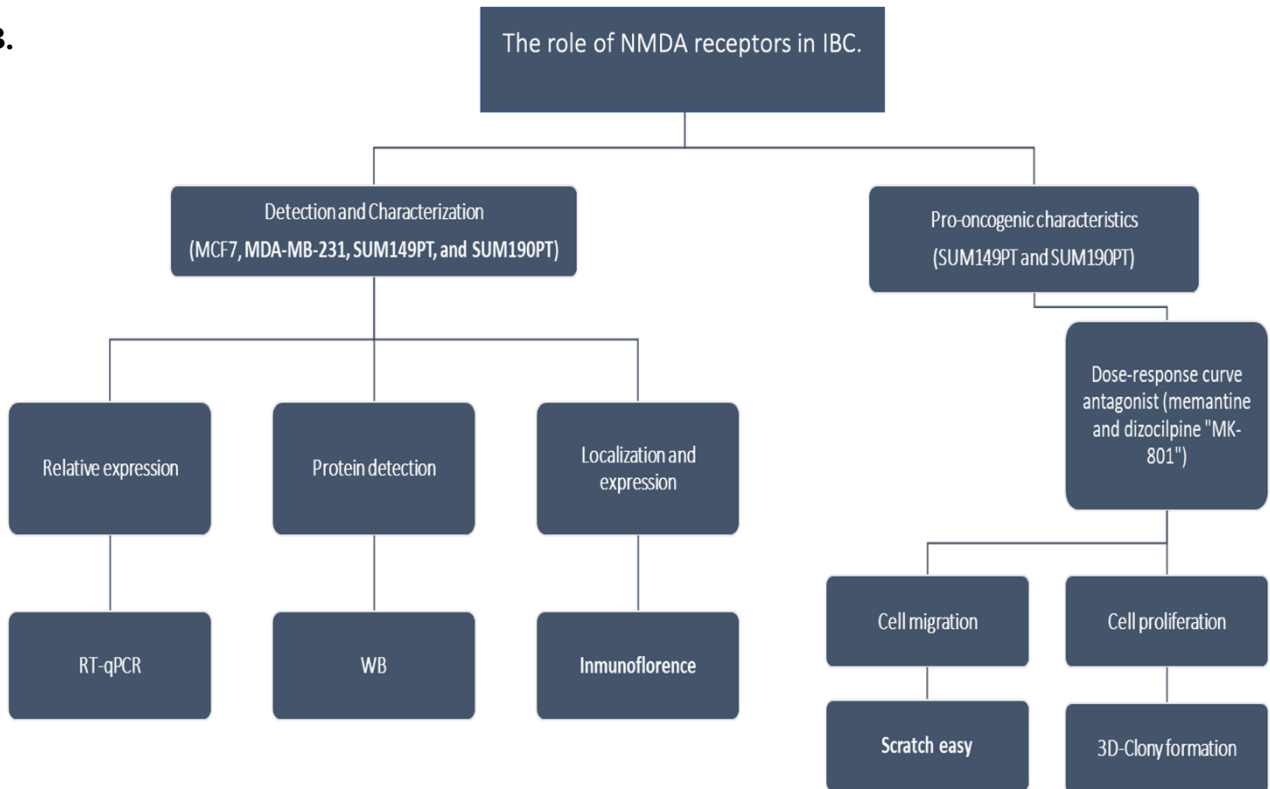 B.
The role of NMDA receptors in IBC.
Detection and Characterization
(MCF7, MDA-MB-231, SUM149PT, and SUM190PT)
Pro-oncogenic characteristics
(SUM149PT and SUM190PT)
Dose-response curve
antagonist (memantine
and dizocilpine "MK-
801")
Relative expression
Protein detection
Localization and
expression
Cell migration
Cell proliferation
RT-qPCR
WB
Inmunoflorence
Scratch easy
3D-Clony formation